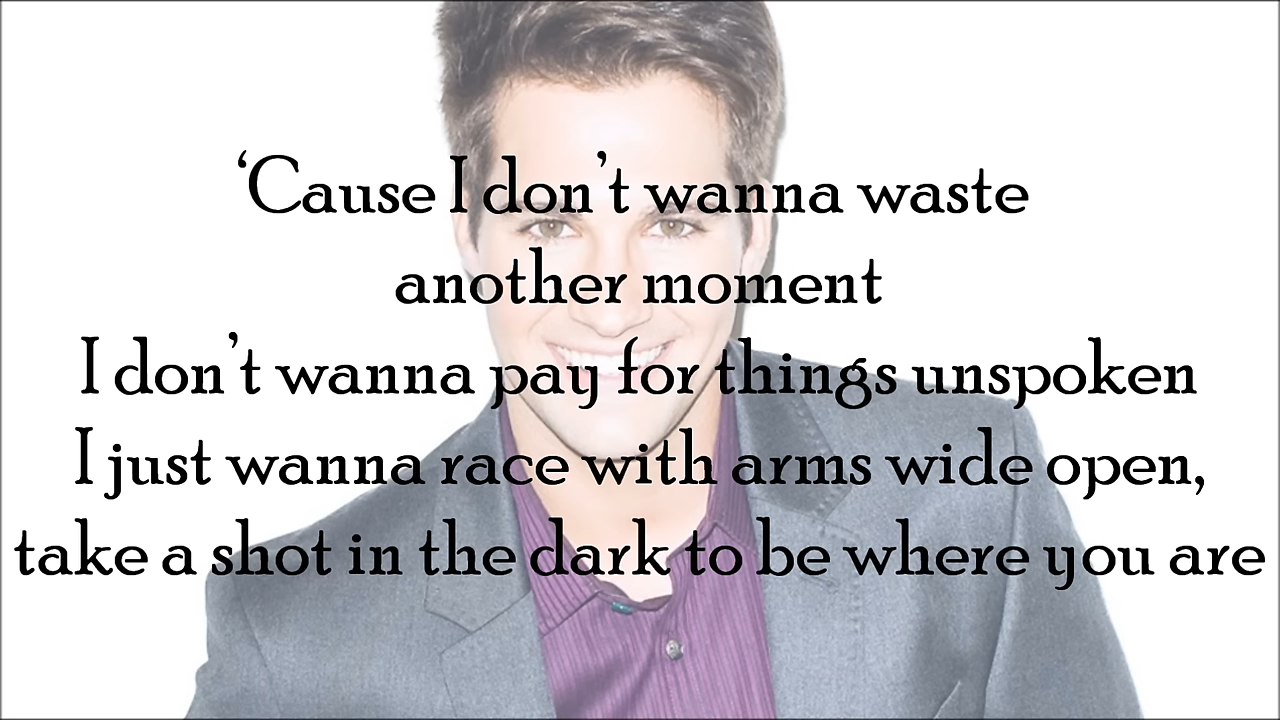 ‘Cause I don’t wanna waste
another moment
I don’t wanna pay for things unspoken
I just wanna race with arms wide open,
take a shot in the dark to be where you are